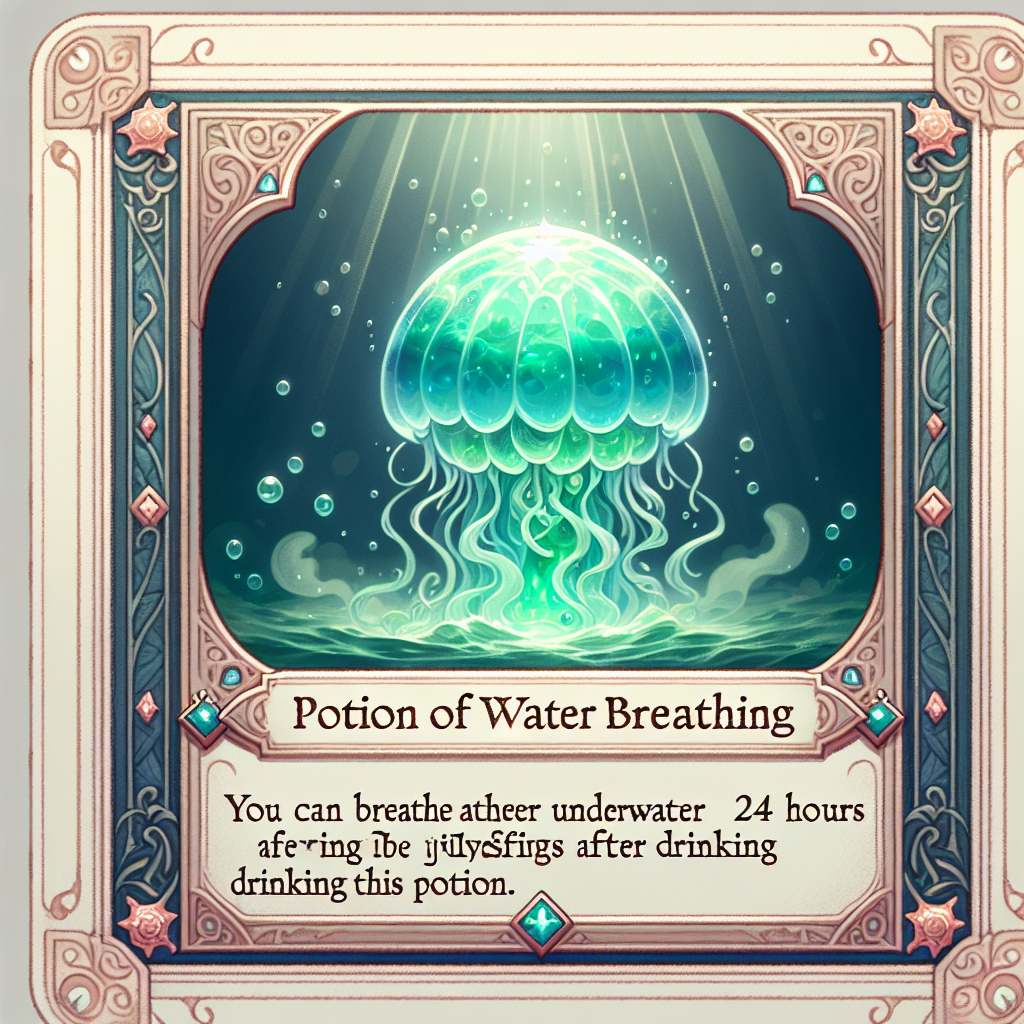 Potion of Water Breathing
You can breathe atheer underwater 24 hours
after drinking
drinking this potion.